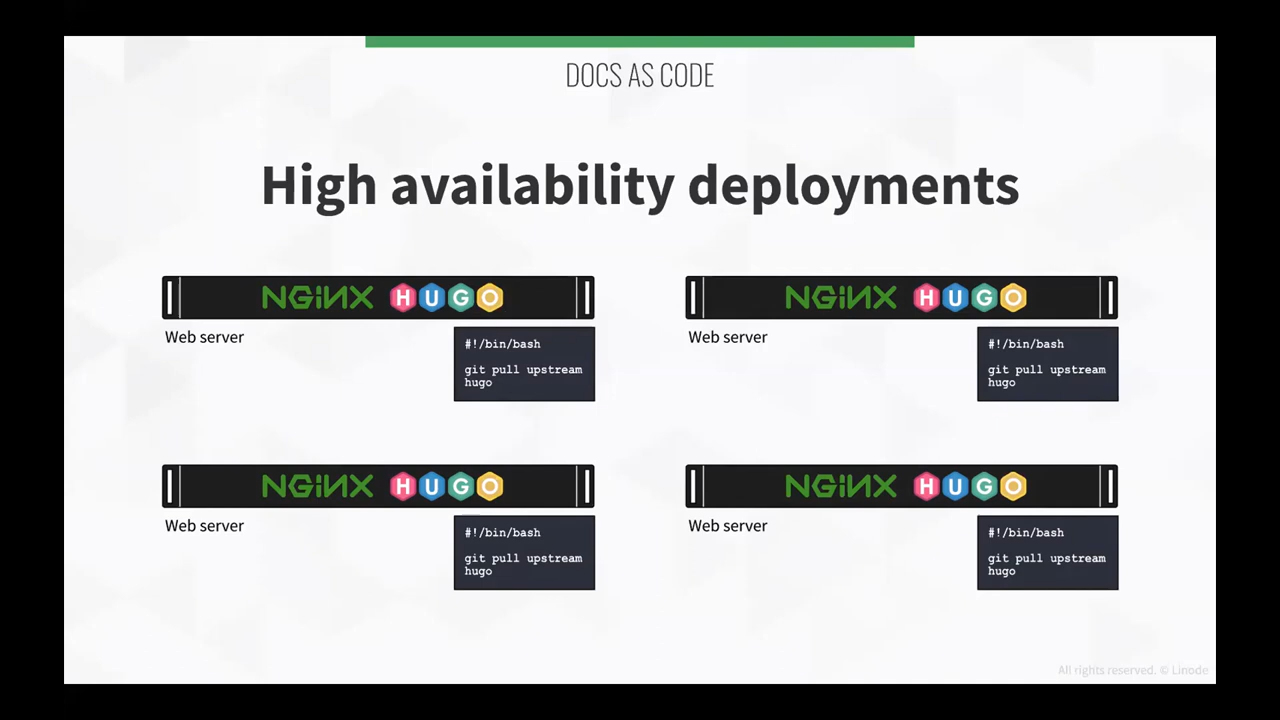 DOCS AS CODE
High availability deployments
NGiNX HUGO
Web server
#!/bin/bash
git pull upstream
hugo
NGiNX HUGO
Web server
#!/bin/bash
git pull upstream
hugo
NGiNX HUGO
Web server
#!/bin/bash
git pull upstream
hugo
NGiNX HUGO
Web server
#!/bin/bash
git pull upstream
hugo
All rights reserved. © Linode